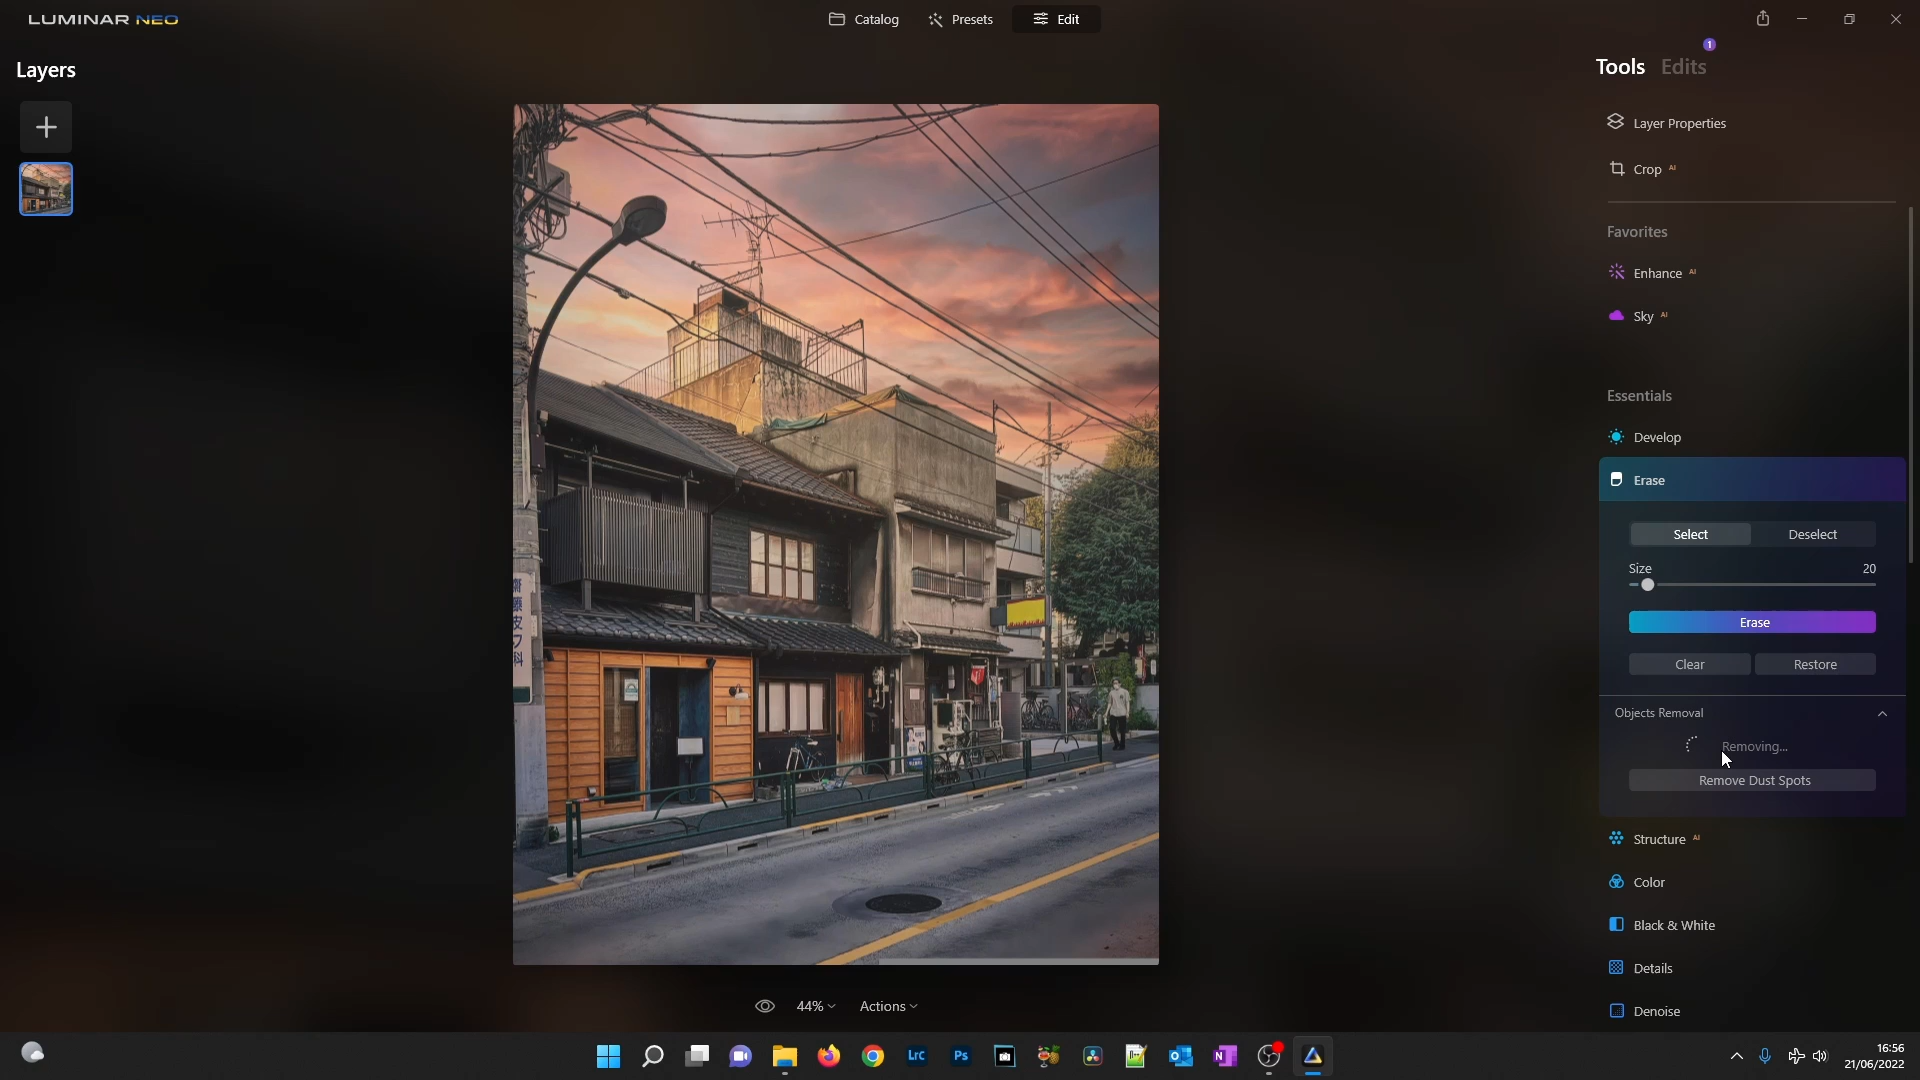 LUMINAR NEO
Catalog
Presets
Edit
Layers
1
Tools
Edits
Layer Properties
Crop AI
Favorites
Enhance AI
Sky AI
Essentials
Develop
Erase
Select
Deselect
Size
20
Erase
Clear
Restore
Objects Removal
Removing...
Remove Dust Spots
Structure AI
Color
Black & White
Details
Denoise
44%
Actions
LrC
Ps
N
16:56
21/06/2022